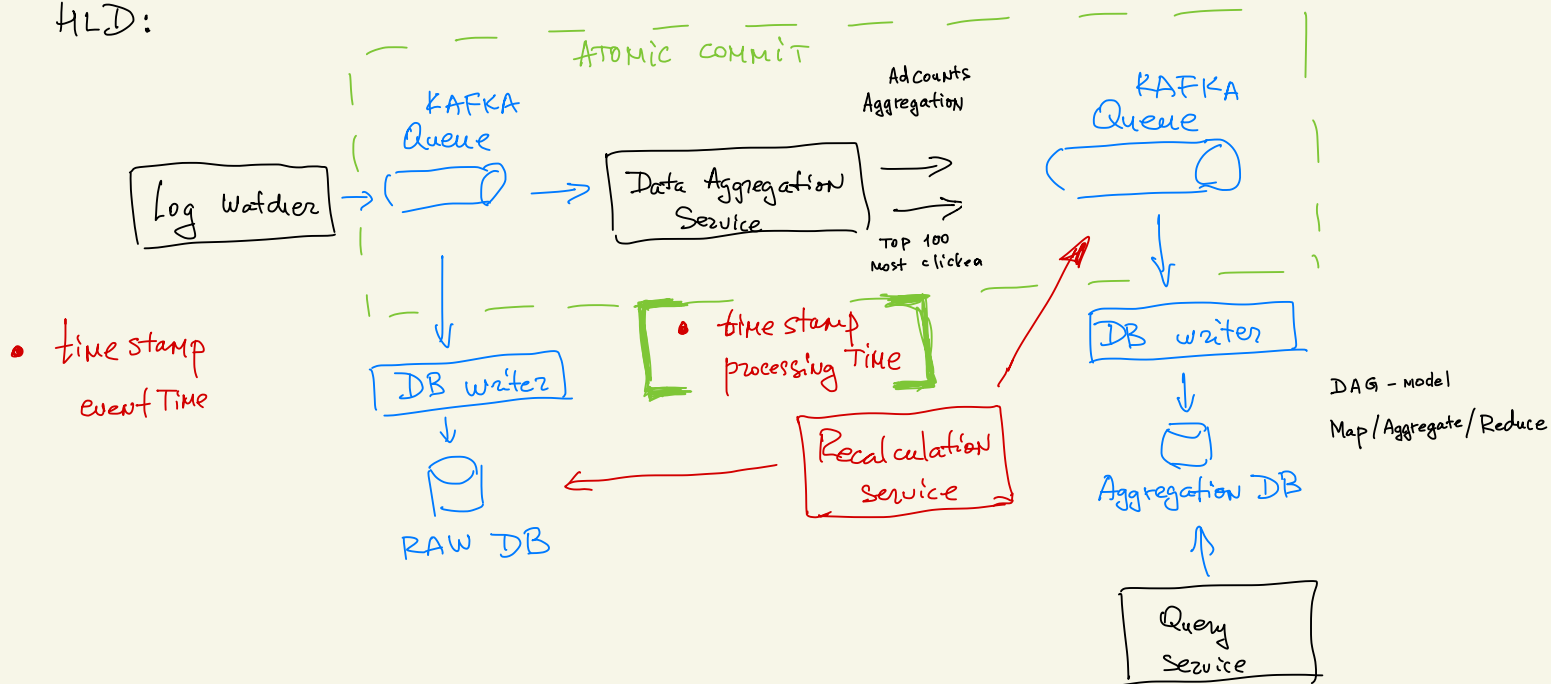 HLD:
ATOMIC COMMIT
Ad counts
Aggregation
KAFKA
Queue
KAFKA
Queue
Log Watcher
Data Aggregation
Service
Top 100
most clicked
• time stamp
event Time
• time stamp
processing Time
DB writer
DB writer
DAG - model
Map/Aggregate/Reduce
Recalculation
service
RAW DB
Aggregation DB
Query
Service